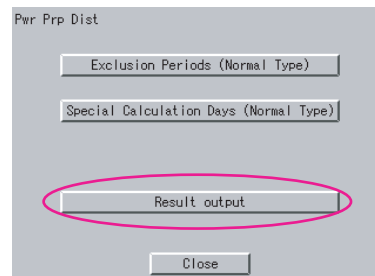 Pwr Prp Dist
Exclusion Periods (Normal Type)
Special Calculation Days (Normal Type)
Result output
Close